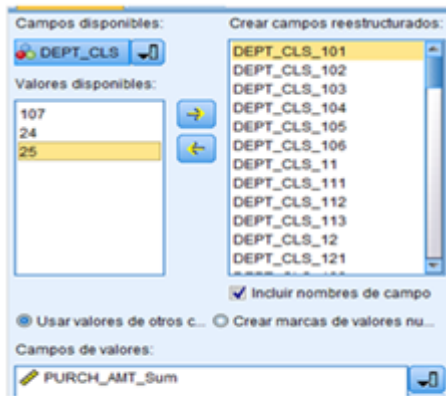 Campos disponibles:
Crear campos reestructurados:
DEPT_CLS
Valores disponibles:
107
24
25
DEPT_CLS_101
DEPT_CLS_102
DEPT_CLS_103
DEPT_CLS_104
DEPT_CLS_105
DEPT_CLS_106
DEPT_CLS_11
DEPT_CLS_111
DEPT_CLS_112
DEPT_CLS_113
DEPT_CLS_12
DEPT_CLS_121
Incluir nombres de campo
Usar valores de otros c...
Crear marcas de valores nu...
Campos de valores:
PURCH_AMT_Sum